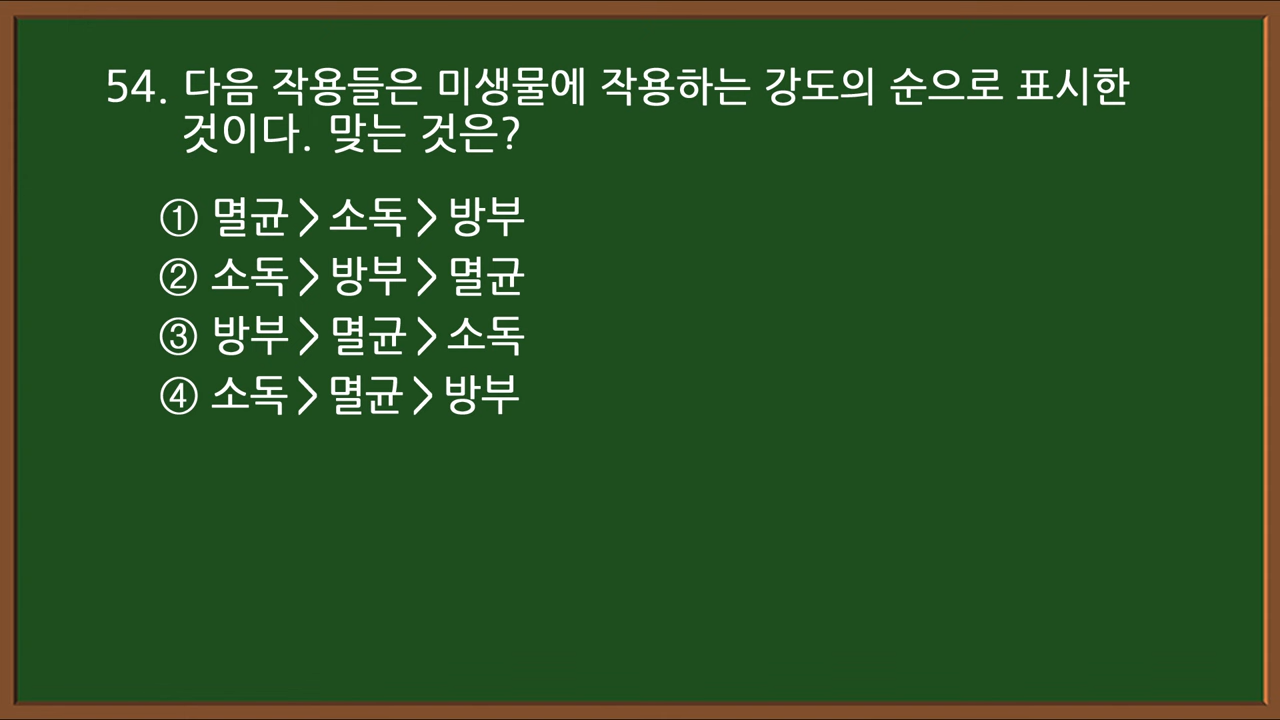 54. 다음 작용들은 미생물에 작용하는 강도의 순으로 표시한
것이다. 맞는 것은?
① 멸균 > 소독 > 방부
② 소독 > 방부 > 멸균
③ 방부 > 멸균 > 소독
④ 소독 > 멸균 > 방부